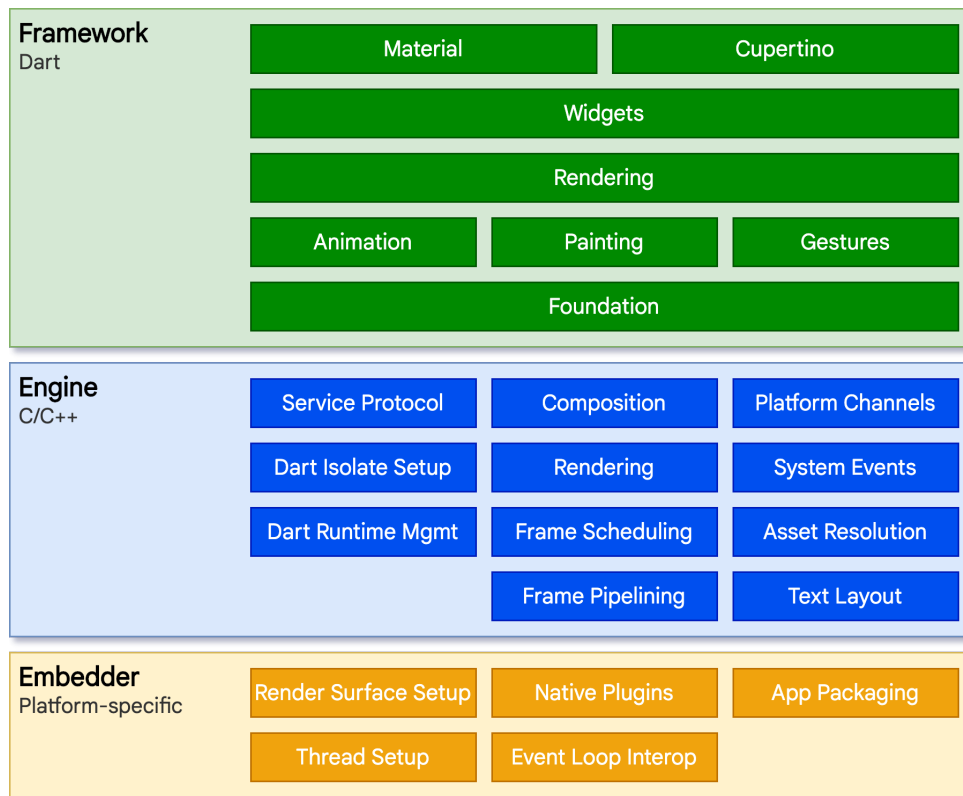 Framework
Dart
Material
Cupertino
Widgets
Rendering
Animation
Painting
Gestures
Foundation
Engine
C/C++
Service Protocol
Composition
Platform Channels
Dart Isolate Setup
Rendering
System Events
Dart Runtime Mgmt
Frame Scheduling
Asset Resolution
Frame Pipelining
Text Layout
Embedder
Platform-specific
Render Surface Setup
Native Plugins
App Packaging
Thread Setup
Event Loop Interop